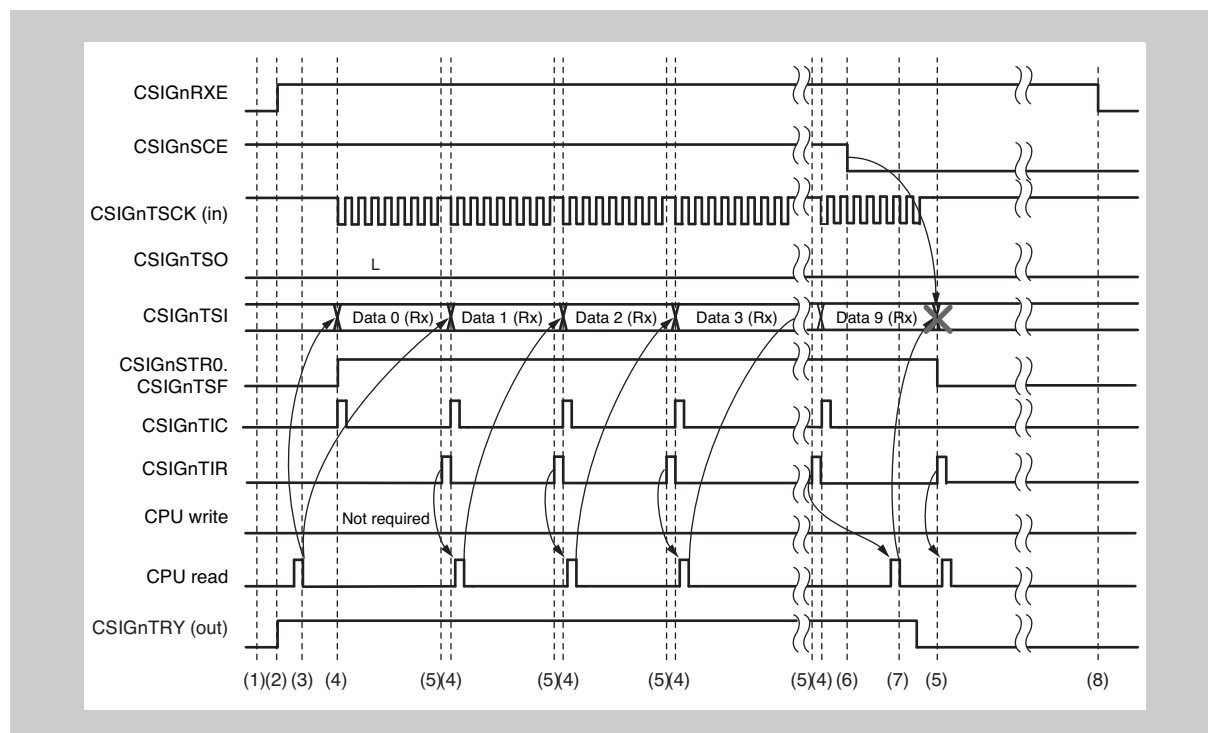 CSIGnRXE
CSIGnSCE
CSIGnTSCK (in)
CSIGnTSO
L
CSIGnTSI
Data 0 (Rx) Data 1 (Rx) Data 2 (Rx) Data 3 (Rx) Data 9 (Rx)
CSIGnSTR0.
CSIGnTSF
CSIGnTIC
CSIGnTIR
CPU write
Not required
CPU read
CSIGnTRY (out)
(1)(2) (3) (4) (5)(4) (5)(4) (5)(4) (5)(4) (6) (7) (5) (8)